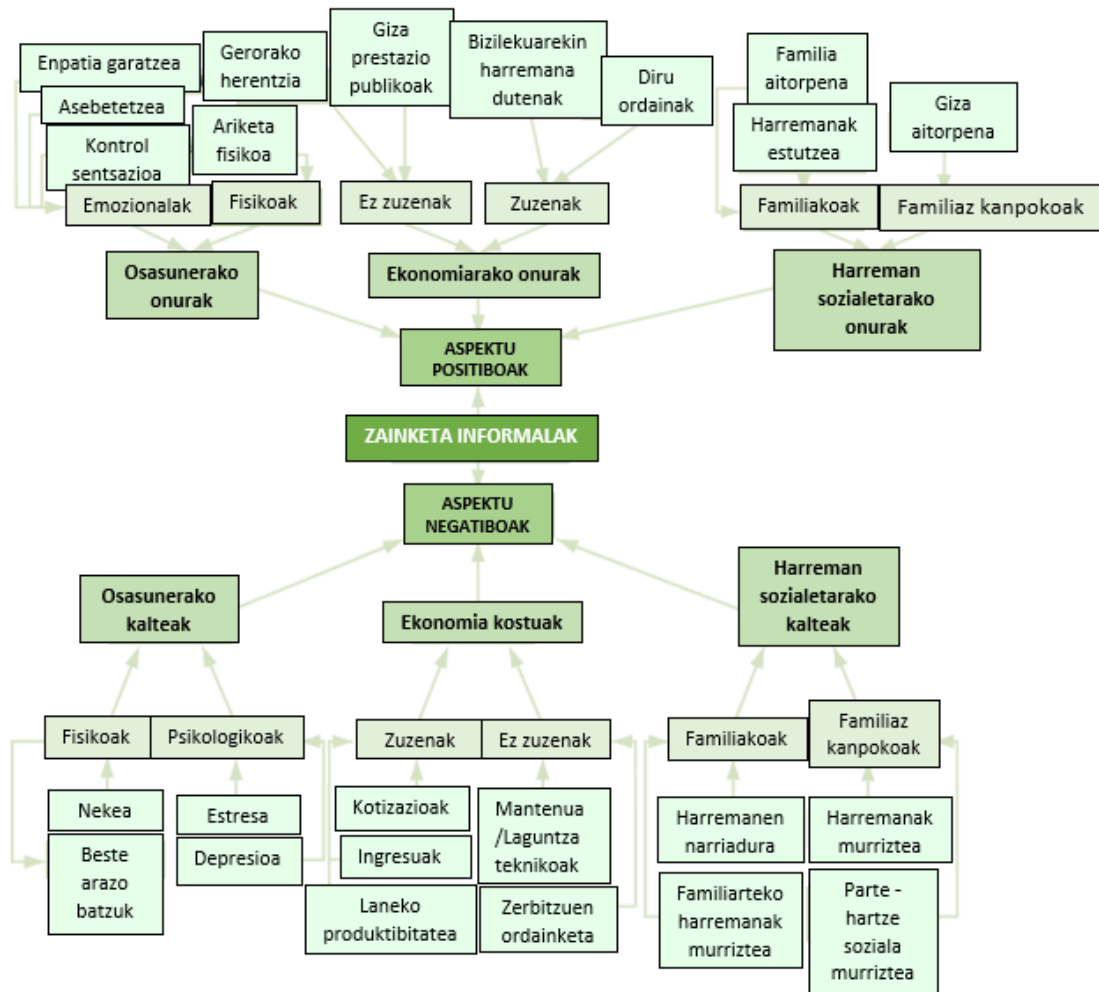 Enpatia garatzea
Asebetetzea
Kontrol
sentsazioa
Gerorako
herentzia
Ariketa
fisikoa
Giza
prestazio
publikoak
Bizilekuarekin
harremana
dutenak
Diru
ordainak
Familia
aitorpena
Harremanak
estutzea
Giza
aitorpena
Emozionalak
Fisikoak
Ez zuzenak
Zuzenak
Familiakoak
Familiaz kanpokoak
Osasunerako
onurak
Ekonomiarako onurak
Harreman
sozialetarako
onurak
ASPEKTU
POSITIBOAK
ZAINKETA INFORMALAK
ASPEKTU
NEGATIBOAK
Osasunerako
kalteak
Ekonomia kostuak
Harreman
sozialetarako
kalteak
Fisikoak
Psikologikoak
Zuzenak
Ez zuzenak
Familiakoak
Familiaz
kanpokoak
Nekea
Beste
arazo
batzuk
Estresa
Depresioa
Kotizazioak
Ingresuak
Laneko
produktibitatea
Mantenua
/Laguntza
teknikoak
Zerbitzuen
ordainketa
Harremanen
narriadura
Familiarteko
harremanak
murriztea
Harremanak
murriztea
Parte -
hartze
soziala
murriztea